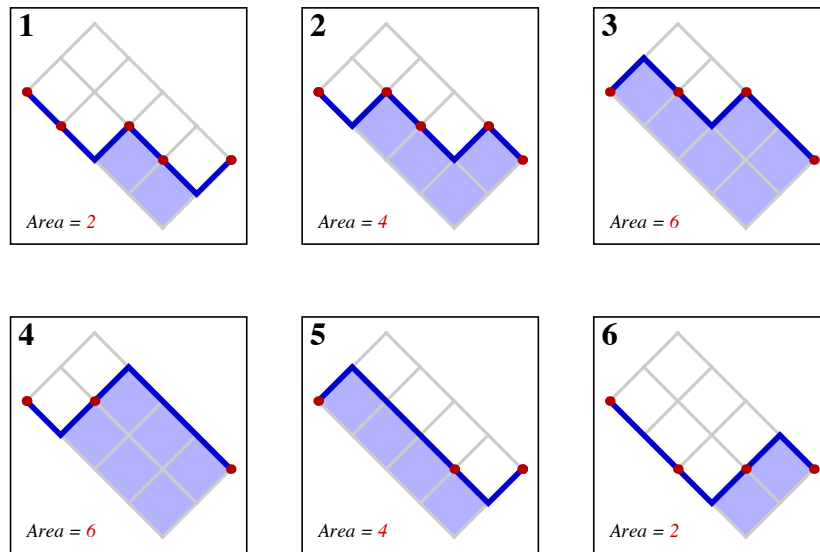 1
2
3
Area = 2
Area = 4
Area = 6
4
5
6
Area = 6
Area = 4
Area = 2